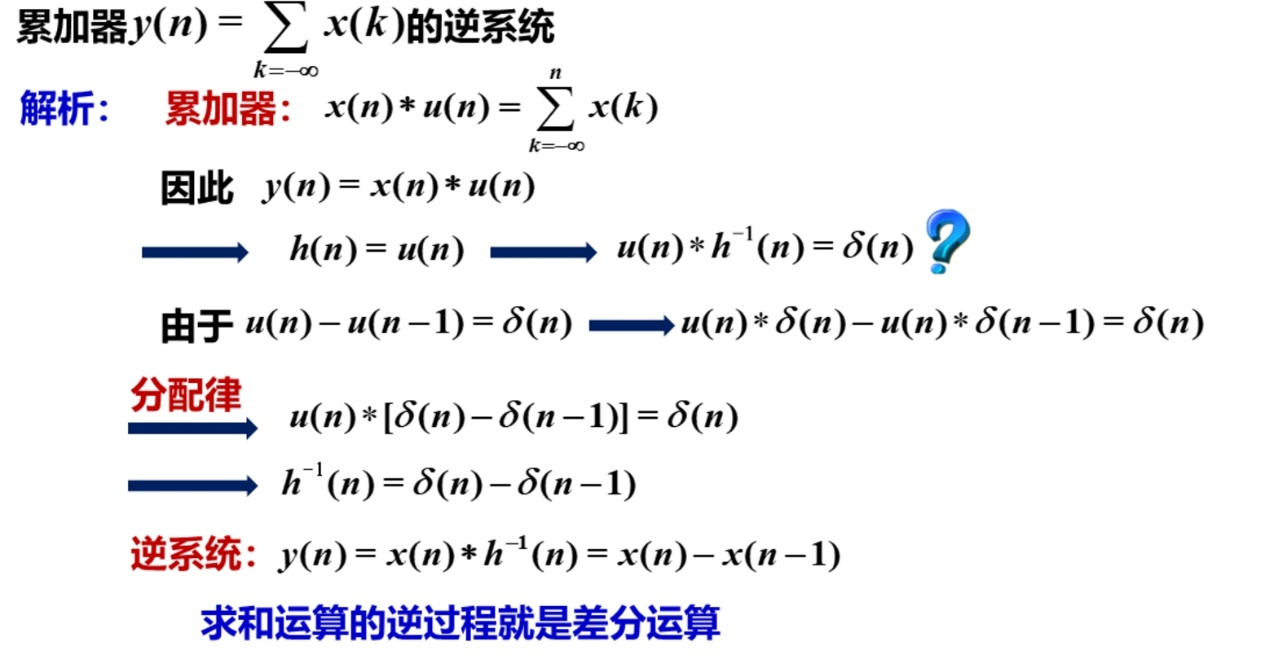 累加器y(n) = ∑_{k=-∞} x(k)的逆系统
解析： 累加器： x(n) * u(n) = ∑_{k=-∞}^{n} x(k)
因此 y(n) = x(n) * u(n)
h(n) = u(n) u(n) * h⁻¹(n) = δ(n) ?
由于 u(n) − u(n−1) = δ(n) u(n) * δ(n) − u(n) * δ(n−1) = δ(n)
分配律
u(n) * [δ(n) − δ(n−1)] = δ(n)
h⁻¹(n) = δ(n) − δ(n−1)
逆系统：y(n) = x(n) * h⁻¹(n) = x(n) − x(n−1)
求和运算的逆过程就是差分运算